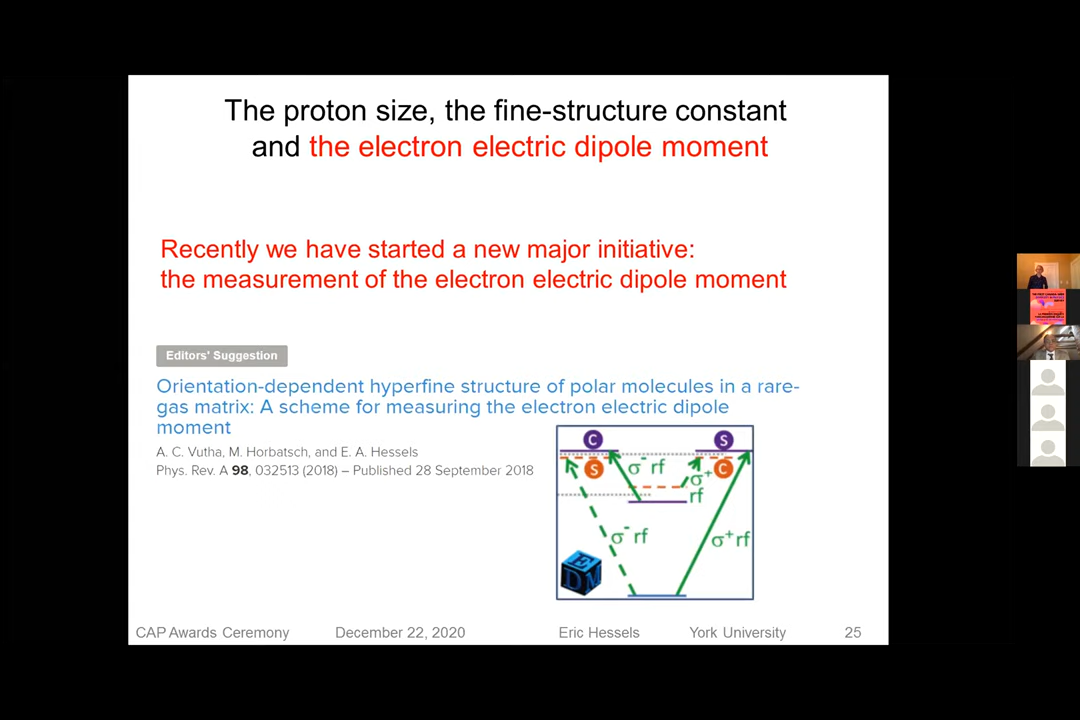 The proton size, the fine-structure constant
and the electron electric dipole moment
Recently we have started a new major initiative:
the measurement of the electron electric dipole moment
Editors' Suggestion
Orientation-dependent hyperfine structure of polar molecules in a rare-
gas matrix: A scheme for measuring the electron electric dipole
moment
A. C. Vutha, M. Horbatsch, and E. A. Hessels
Phys. Rev. A 98, 032513 (2018) – Published 28 September 2018
C S
S σ⁻ rf σ⁺ C
rf
σ⁻ rf σ⁺ rf
E
D M
CAP Awards Ceremony December 22, 2020 Eric Hessels York University 25